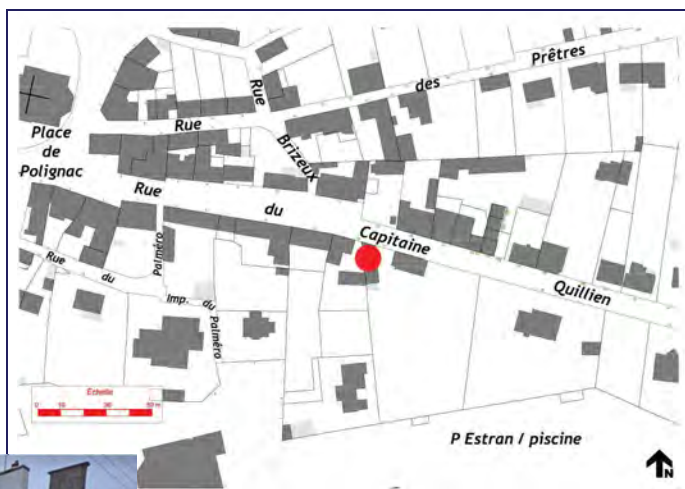 Rue
des
Prêtres
Place
de
Polignac
Rue
Brizeux
Rue
du
Capitaine
Quillien
Rue
du
Palméro
Imp.
du
Palméro
Échelle
P Estran / piscine
N